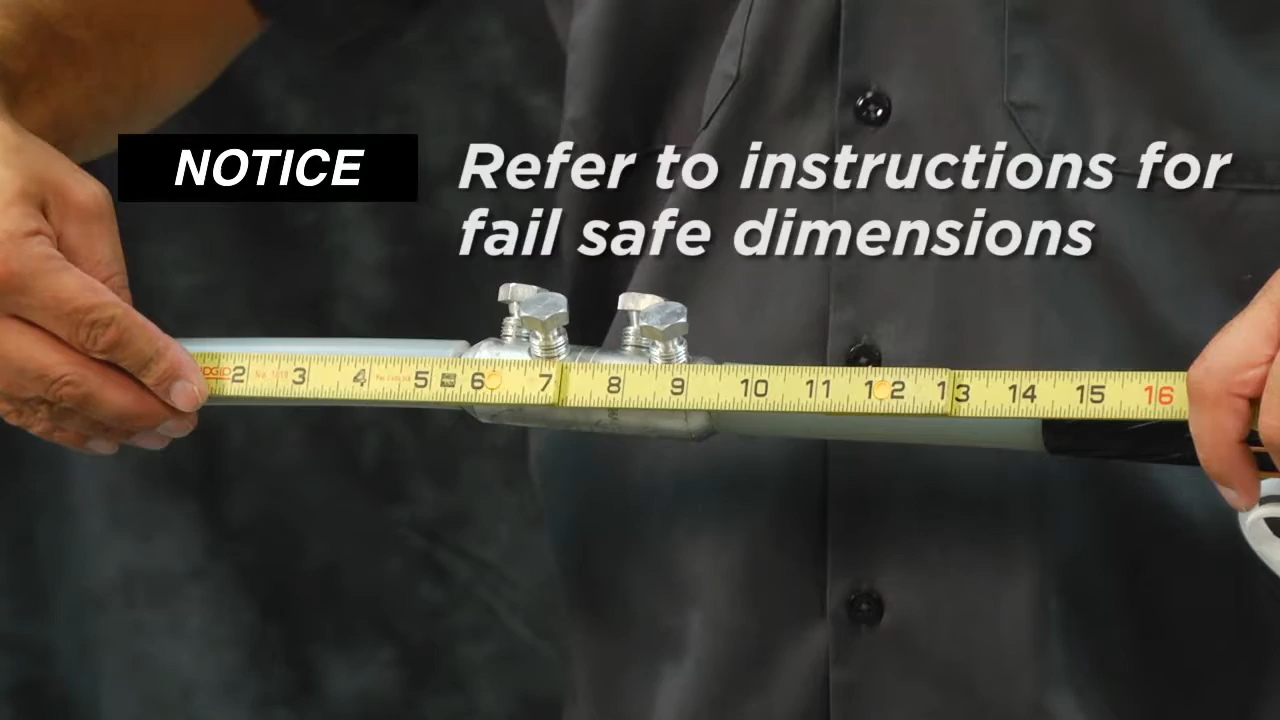 NOTICE
Refer to instructions for
fail safe dimensions
2 3 4 5 6 7 8 9 10 11 12 13 14 15 16